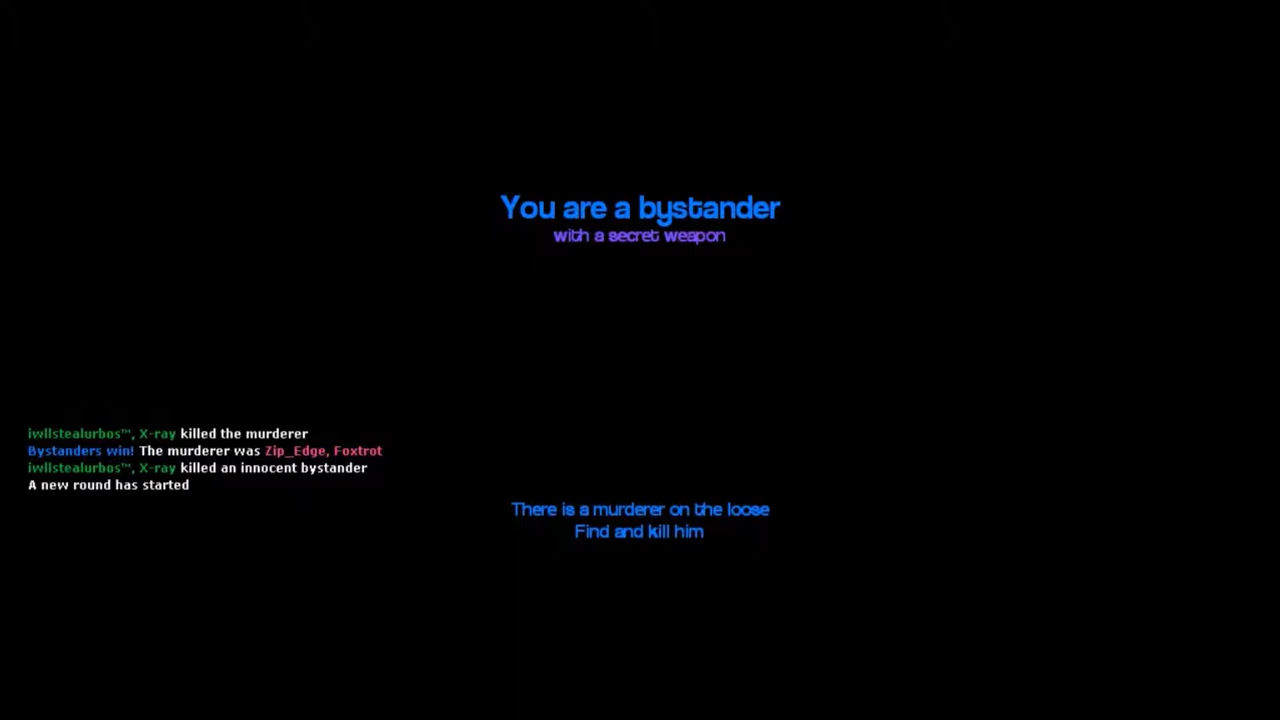 You are a bystander
with a secret weapon
iwllstealurbos™, X-ray killed the murderer
Bystanders win! The murderer was Zip_Edge, Foxtrot
iwllstealurbos™, X-ray killed an innocent bystander
A new round has started
There is a murderer on the loose
Find and kill him